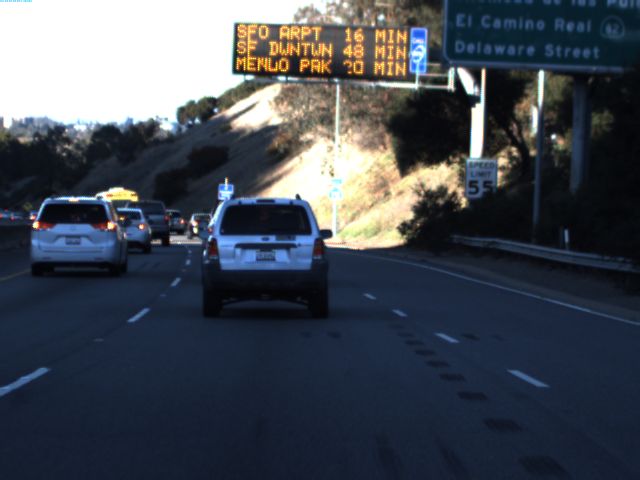 SFO ARPT 16 MIN
SF DWNTWN 48 MIN
MENLO PAK 20 MIN
El Camino Real 82
Delaware Street
SPEED
LIMIT
55